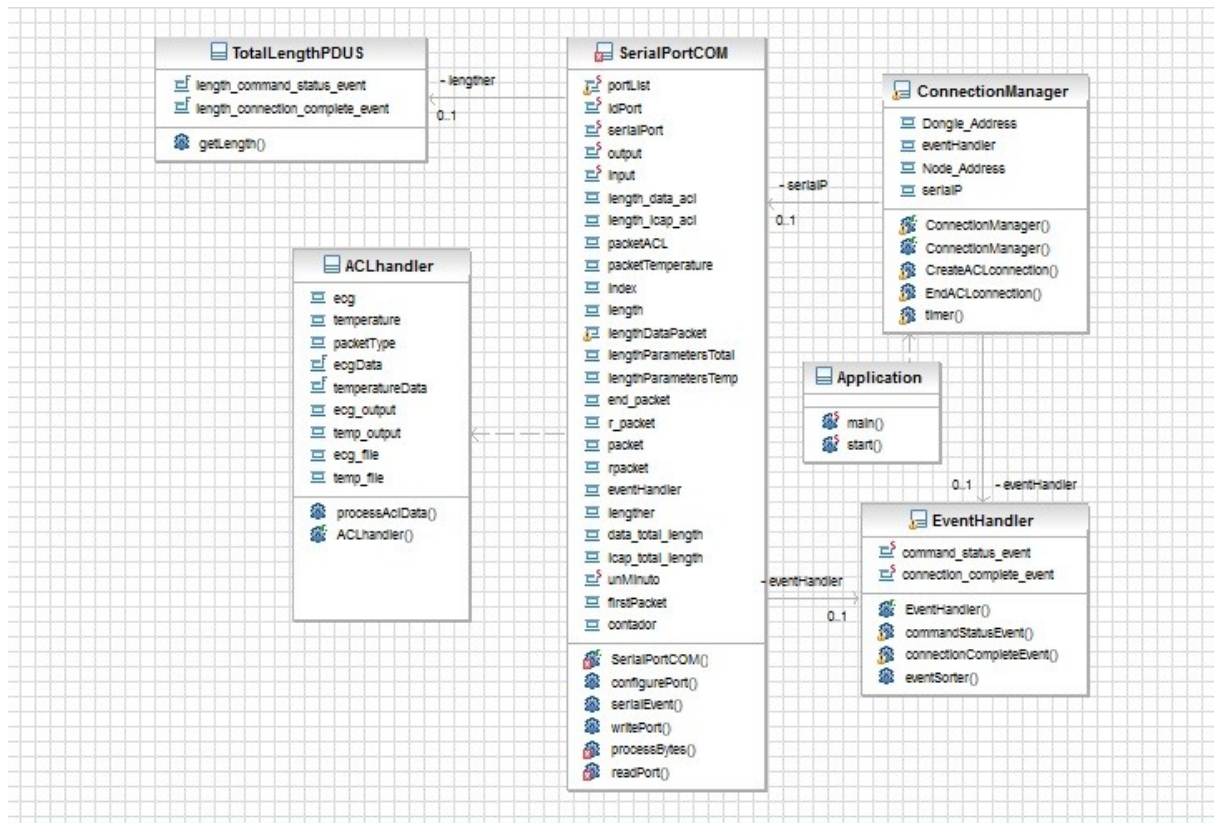 TotalLengthPDUS
length_command_status_event
length_connection_complete_event
getLength()
- lengther
0..1
SerialPortCOM
portList
idPort
serialPort
output
input
length_data_acl
length_lcap_acl
packetACL
packetTemperature
index
length
lengthDataPacket
lengthParametersTotal
lengthParametersTemp
end_packet
r_packet
packet
rpacket
eventHandler
lengther
data_total_length
lcap_total_length
unMinuto
firstPacket
contador
SerialPortCOM()
configurePort()
serialEvent()
writePort()
processBytes()
readPort()
- serialP
0..1
ConnectionManager
Dongle_Address
eventHandler
Node_Address
serialP
ConnectionManager()
ConnectionManager()
CreateACLconnection()
EndACLconnection()
timer()
ACLhandler
ecg
temperature
packetType
ecgData
temperatureData
ecg_output
temp_output
ecg_file
temp_file
processAclData()
ACLhandler()
Application
main()
start()
0..1 - eventHandler
- eventHandler
0..1
EventHandler
command_status_event
connection_complete_event
EventHandler()
commandStatusEvent()
connectionCompleteEvent()
eventSorter()